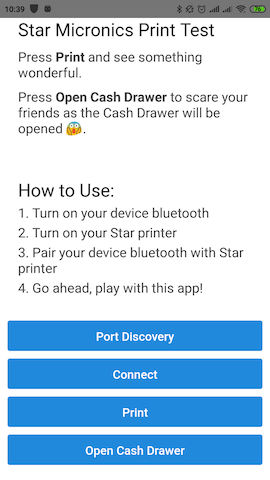 10:39
Star Micronics Print Test
Press Print and see something
wonderful.
Press Open Cash Drawer to scare your
friends as the Cash Drawer will be
opened 😱.
How to Use:
1. Turn on your device bluetooth
2. Turn on your Star printer
3. Pair your device bluetooth with Star
printer
4. Go ahead, play with this app!
Port Discovery
Connect
Print
Open Cash Drawer